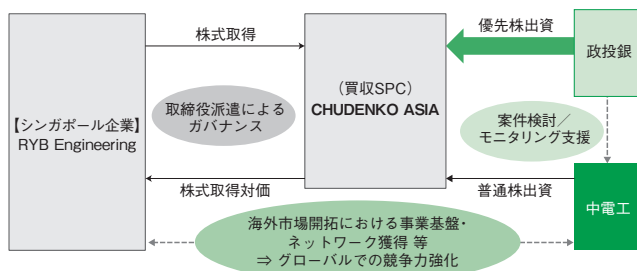 株式取得
優先株出資
政投銀
(買収SPC)
CHUDENKO ASIA
【シンガポール企業】
RYB Engineering
取締役派遣による
ガバナンス
案件検討/
モニタリング支援
株式取得対価
普通株出資
中電工
海外市場開拓における事業基盤・
ネットワーク獲得 等
⇒ グローバルでの競争力強化